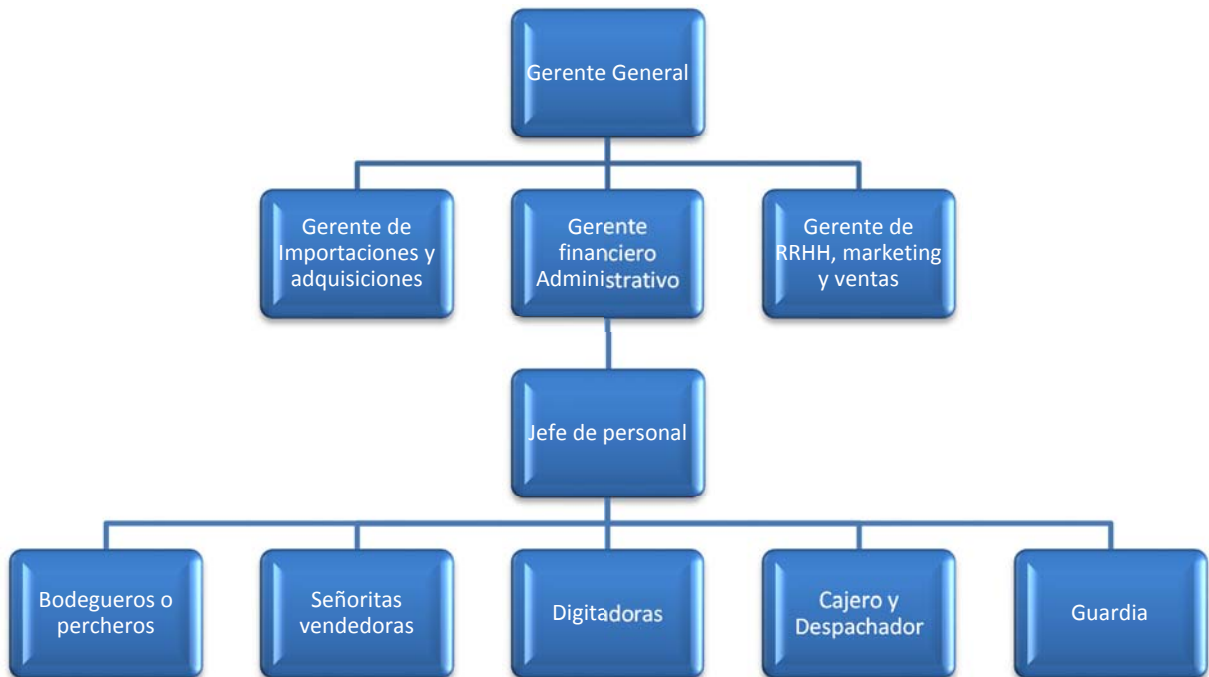 Gerente General
Gerente de
Importaciones y
adquisiciones
Gerente
financiero
Administrativo
Gerente de
RRHH, marketing
y ventas
Jefe de personal
Bodegueros o
percheros
Señoritas
vendedoras
Digitadoras
Cajero y
Despachador
Guardia